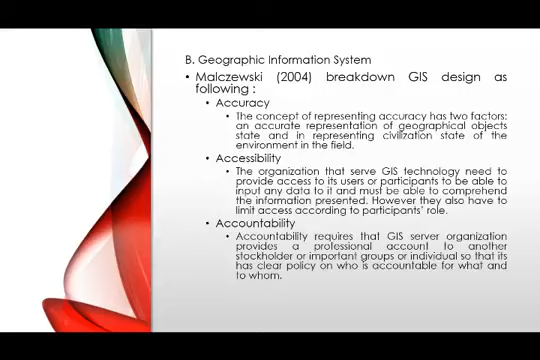 B. Geographic Information System
• Malczewski (2004) breakdown GIS design as
following :
• Accuracy
• The concept of representing accuracy has two factors:
an accurate representation of geographical objects
state and in representing civilization state of the
environment in the field.
• Accessibility
• The organization that serve GIS technology need to
provide access to its users or participants to be able to
input any data to it and must be able to comprehend
the information presented. However they also have to
limit access according to participants' role.
• Accountability
• Accountability requires that GIS server organization
provides a professional account to another
stockholder or important groups or individual so that its
has clear policy on who is accountable for what and
to whom.